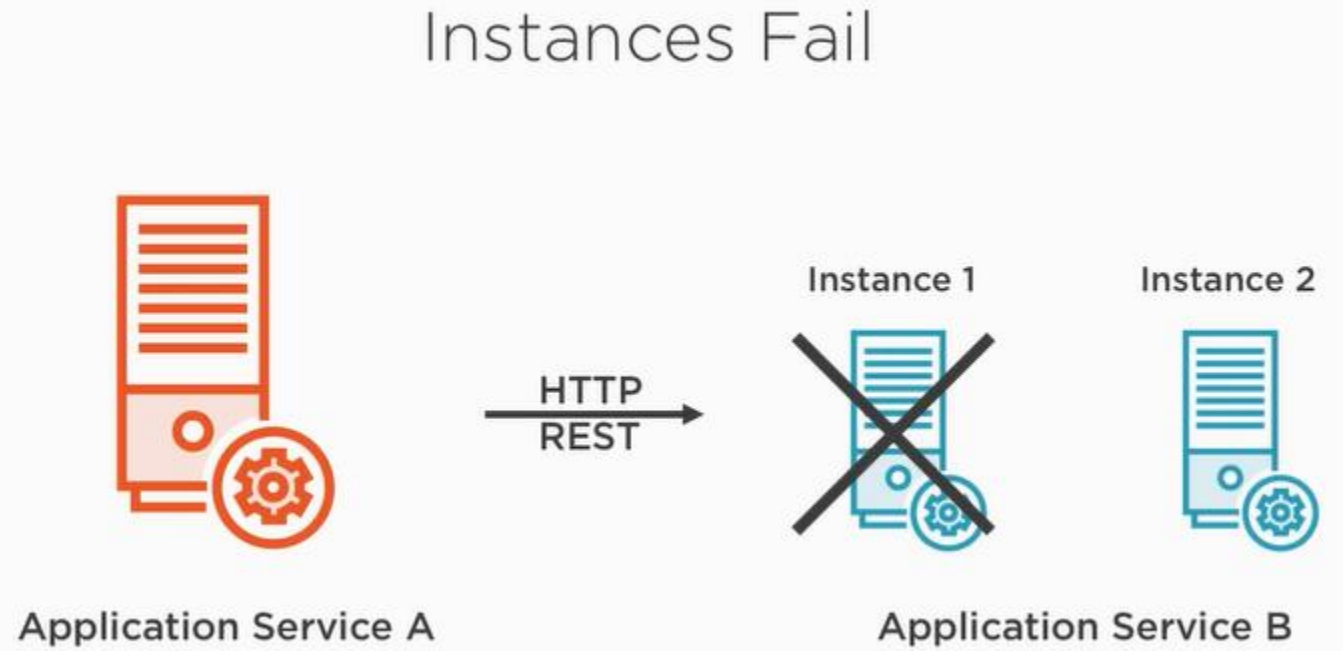 Instances Fail
Instance 1
Instance 2
HTTP
REST
Application Service A
Application Service B